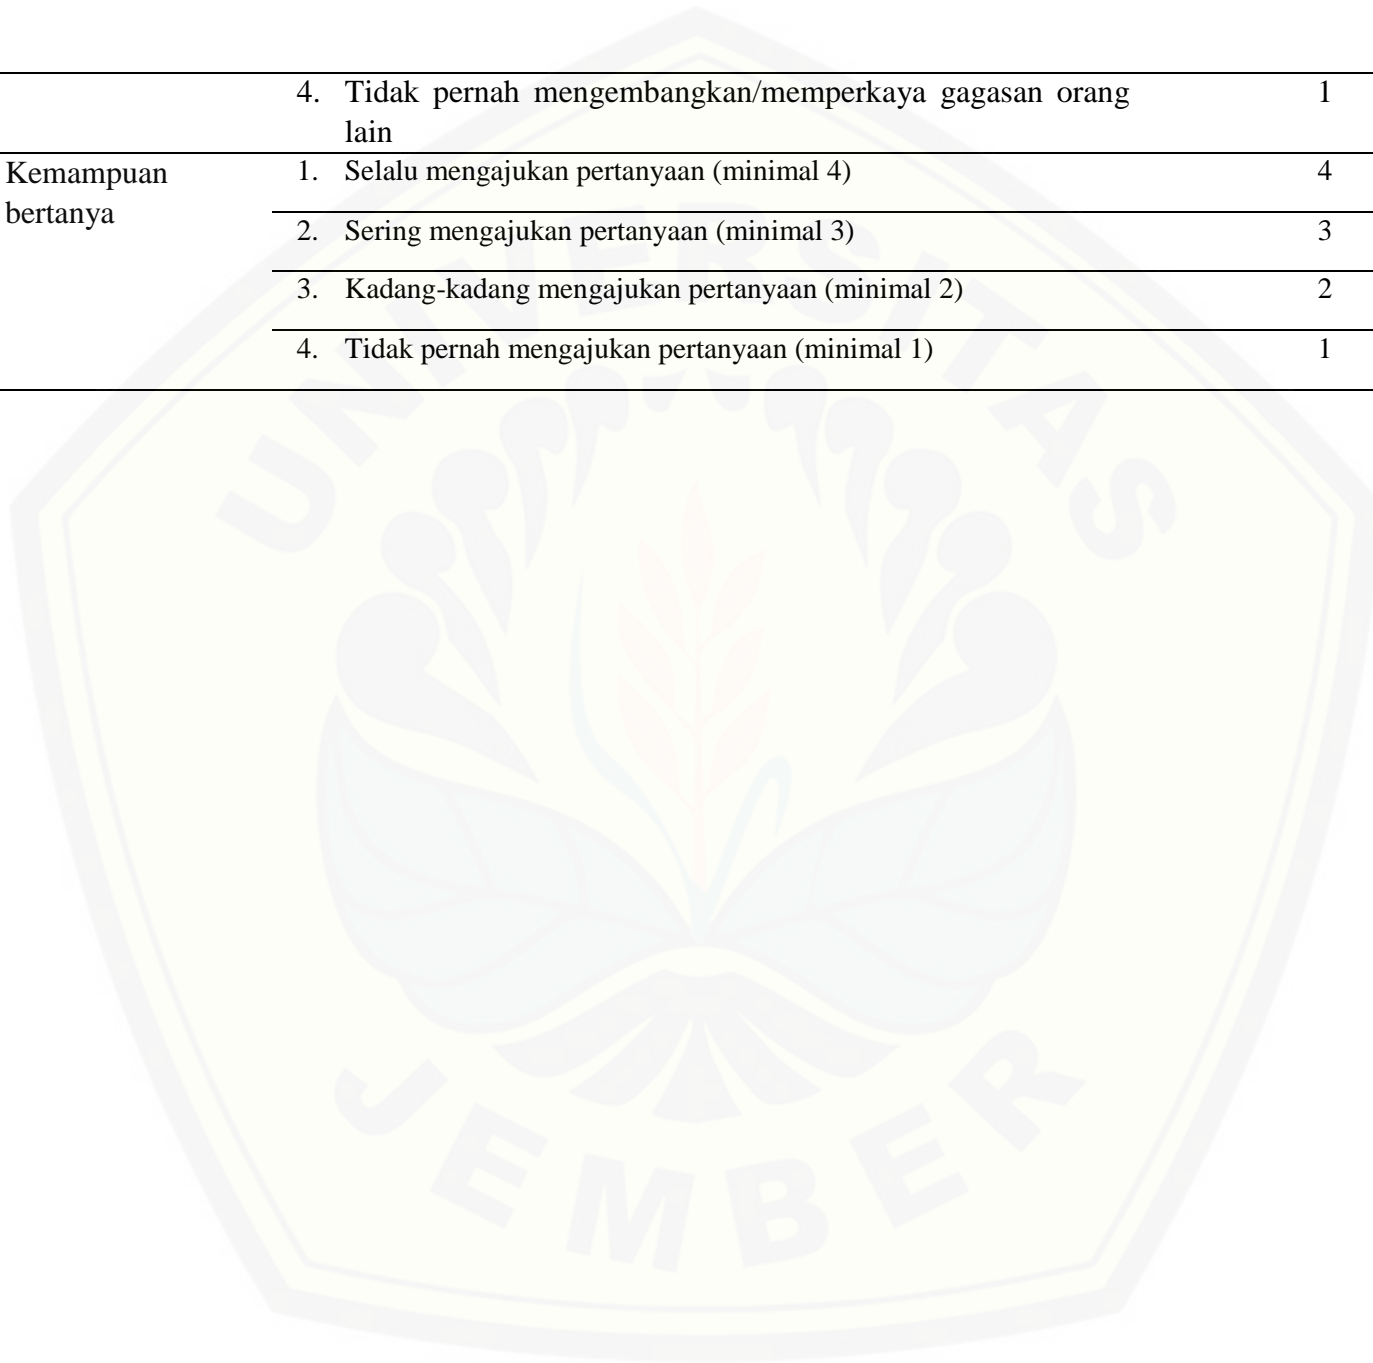 4. Tidak pernah mengembangkan/memperkaya gagasan orang 1
lain
Kemampuan 1. Selalu mengajukan pertanyaan (minimal 4) 4
bertanya
2. Sering mengajukan pertanyaan (minimal 3) 3
3. Kadang-kadang mengajukan pertanyaan (minimal 2) 2
4. Tidak pernah mengajukan pertanyaan (minimal 1) 1
UNIVERSITAS
JEMBER